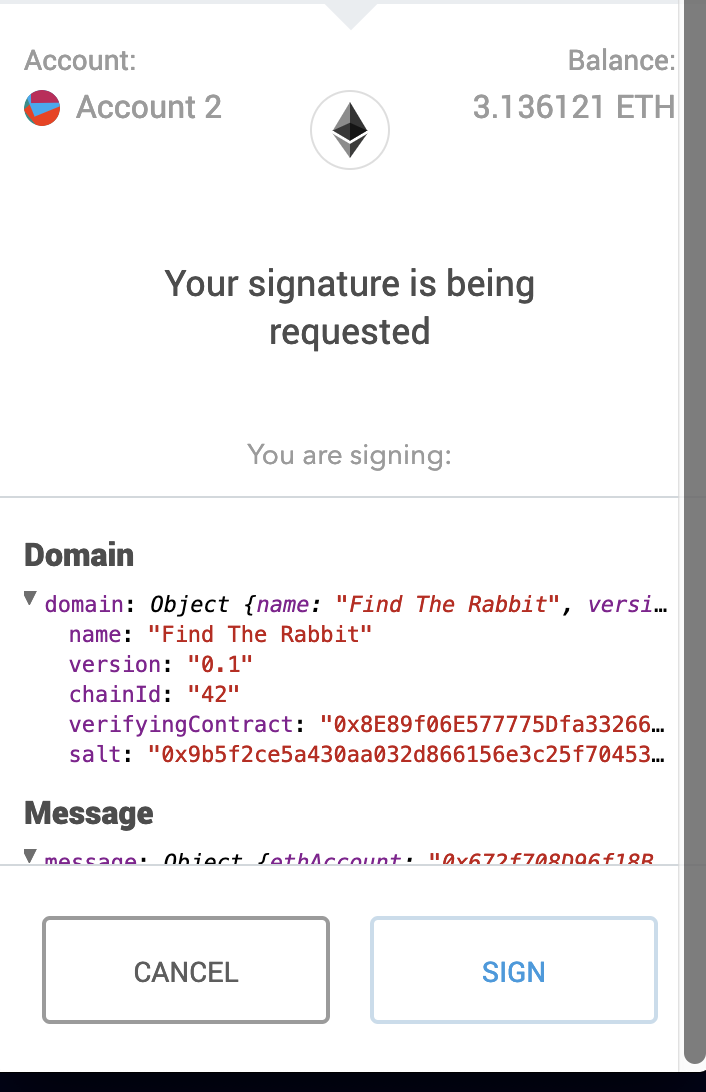 Account:
Balance:
Account 2
3.136121 ETH
Your signature is being
requested
You are signing:
Domain
domain: Object {name: "Find The Rabbit", versi…
name: "Find The Rabbit"
version: "0.1"
chainId: "42"
verifyingContract: "0x8E89f06E577775Dfa33266…
salt: "0x9b5f2ce5a430aa032d866156e3c25f70453…
Message
message: Object {ethAccount: "0x672f708D96f18B
CANCEL
SIGN